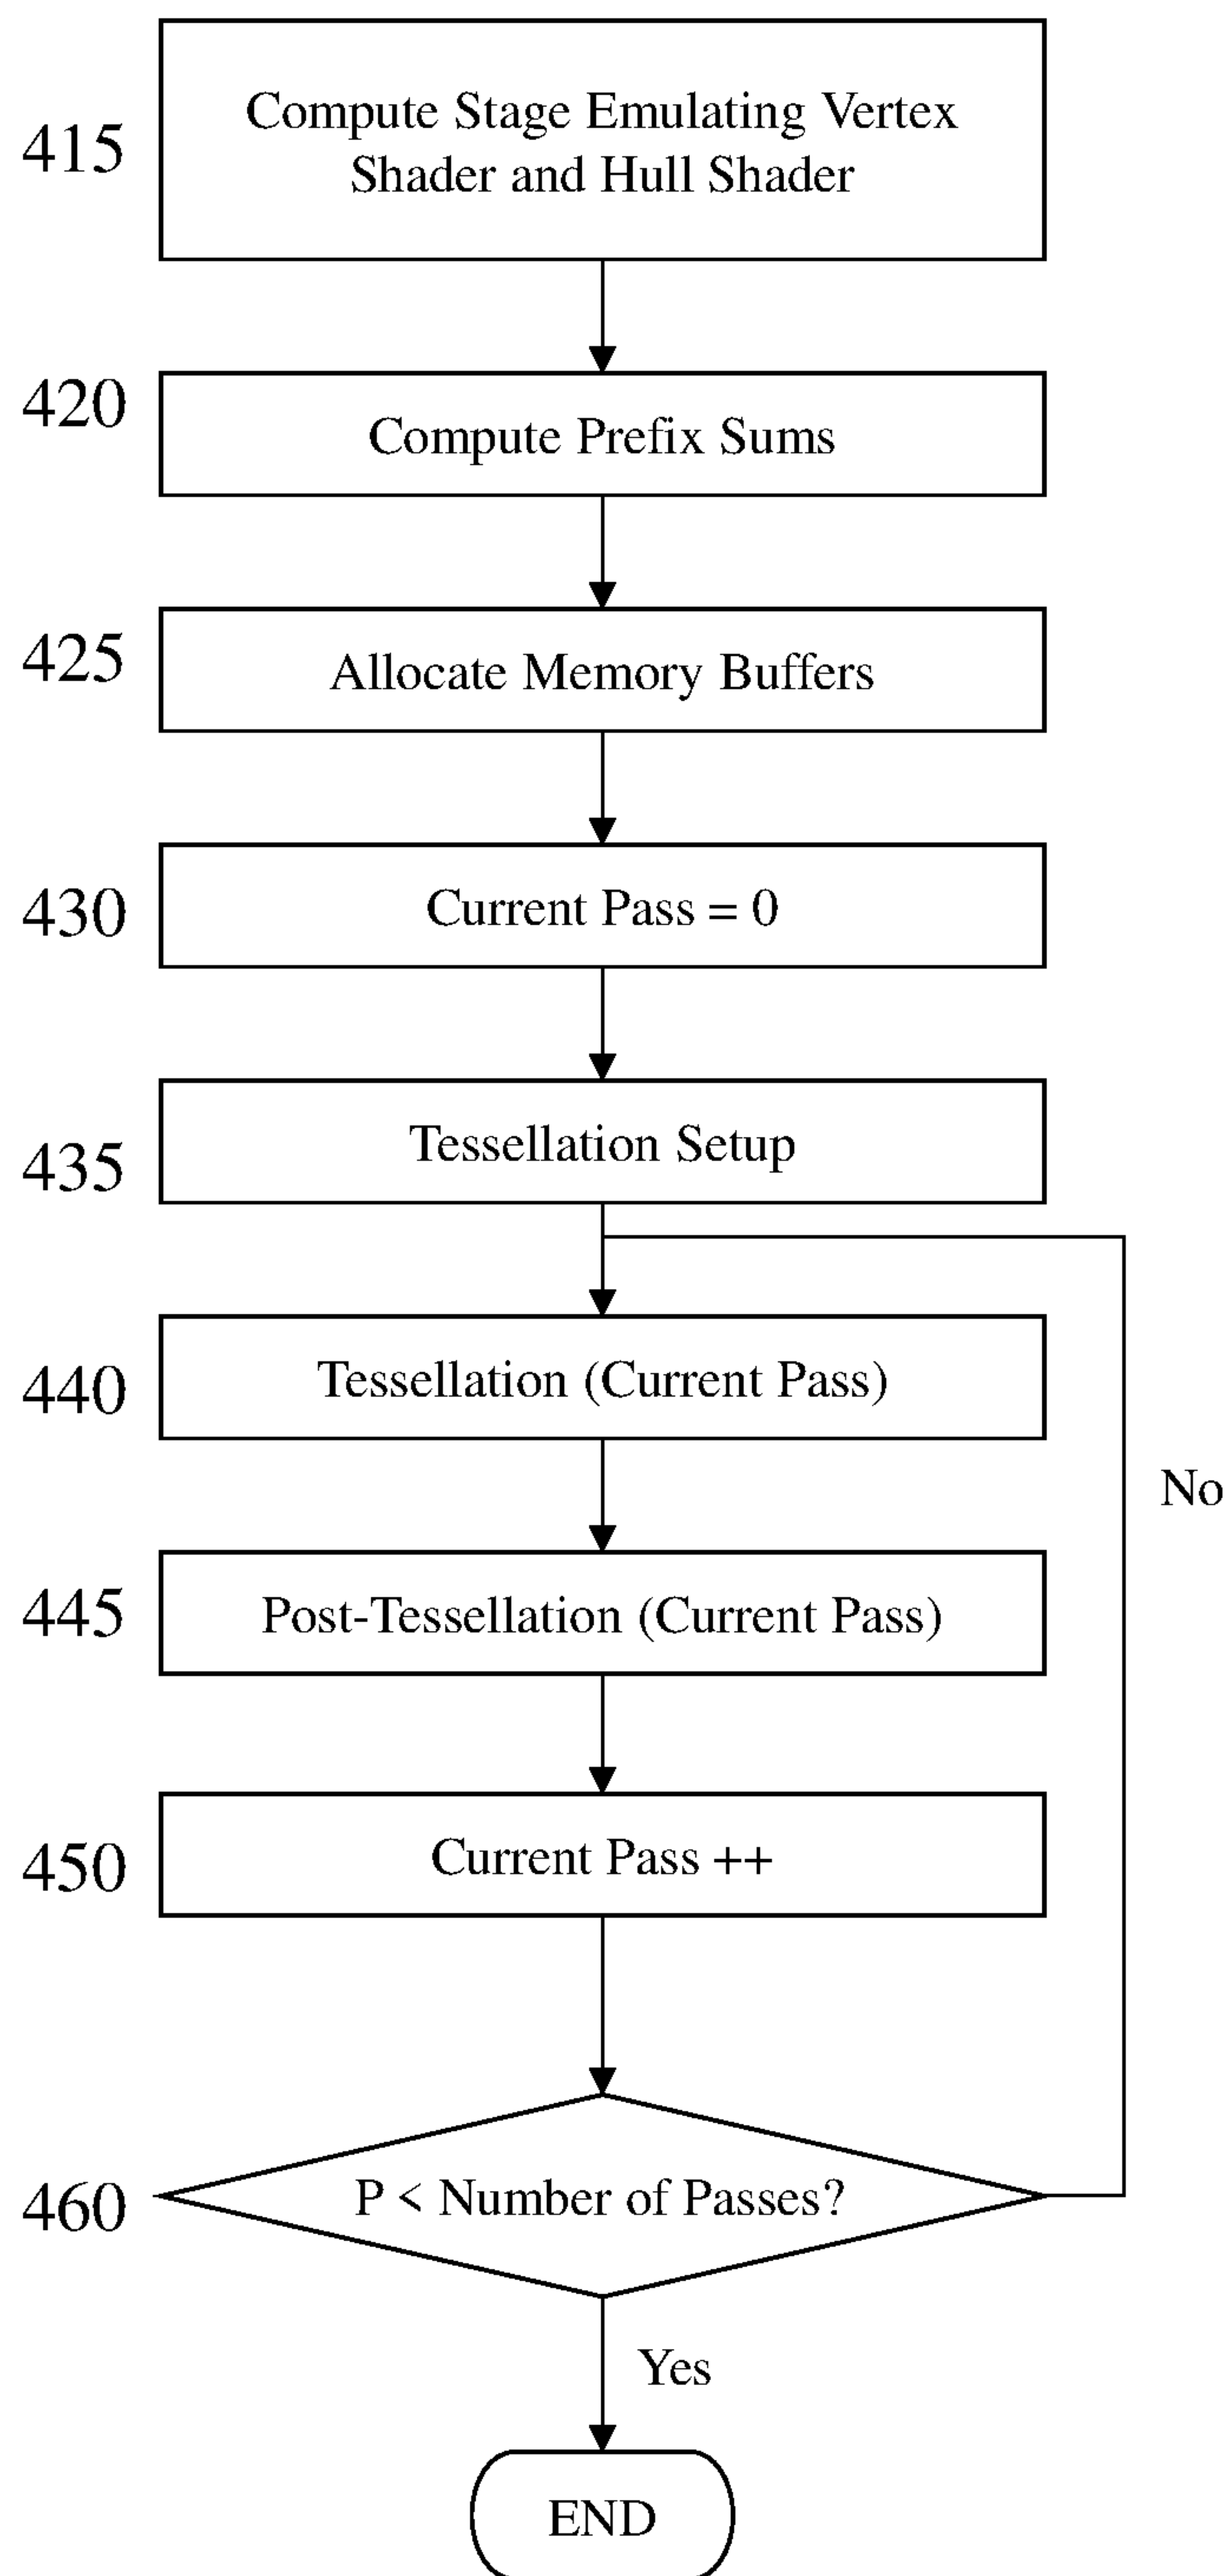 415
Compute Stage Emulating Vertex
Shader and Hull Shader
420
Compute Prefix Sums
425
Allocate Memory Buffers
430
Current Pass = 0
435
Tessellation Setup
440
Tessellation (Current Pass)
No
445
Post-Tessellation (Current Pass)
450
Current Pass ++
460
P < Number of Passes?
Yes
END